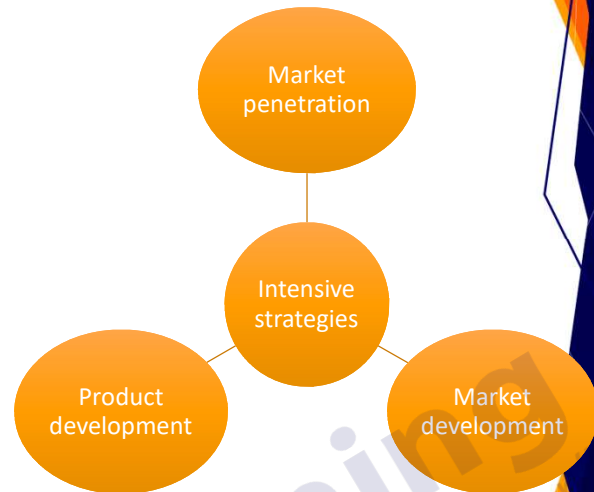 Market
penetration
Intensive
strategies
Product
development
Market
development